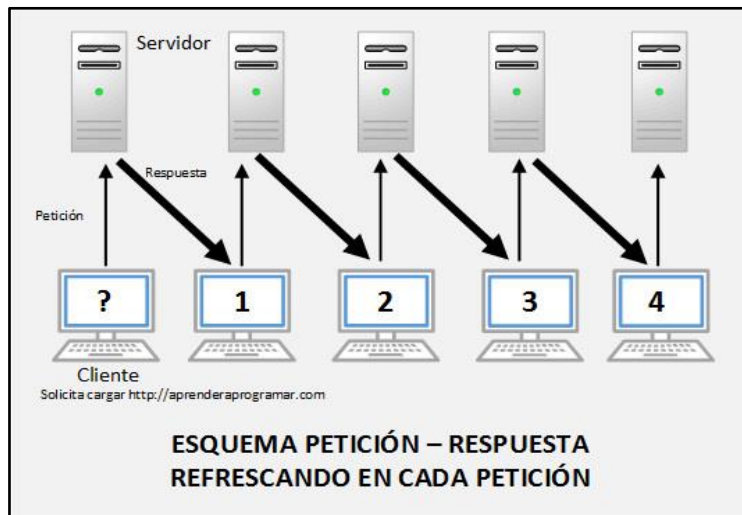 Servidor
Respuesta
Petición
? 1 2 3 4
Cliente
Solicita cargar http://aprenderaprogramar.com
ESQUEMA PETICIÓN – RESPUESTA
REFRESCANDO EN CADA PETICIÓN